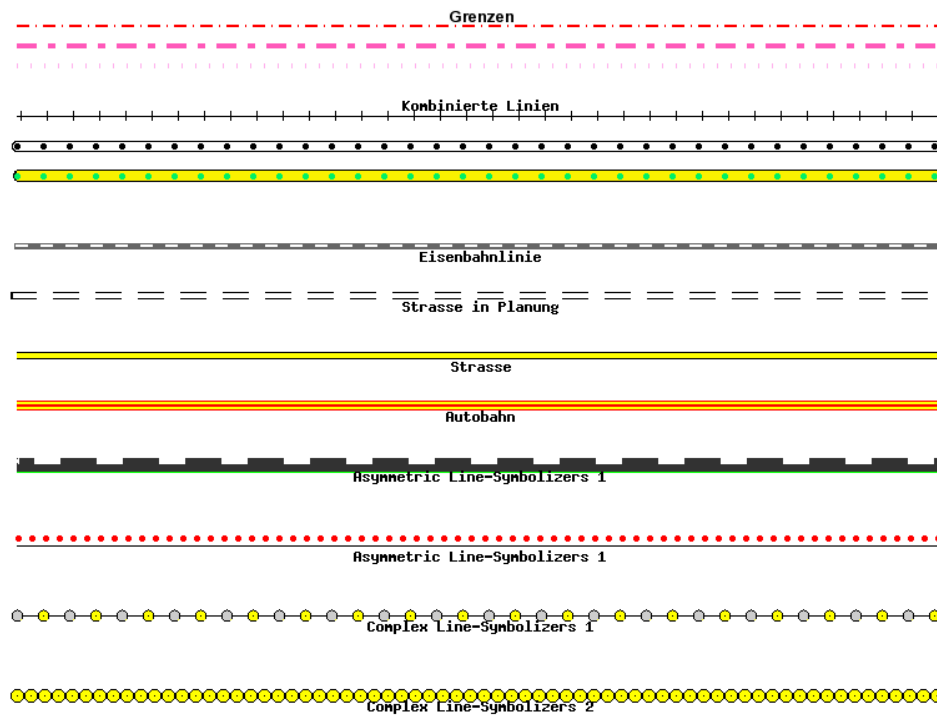 Grenzen
Kombinierte Linien
Eisenbahnlinie
Strasse in Planung
Strasse
Autobahn
Asymmetric Line-Symbolizers 1
Asymmetric Line-Symbolizers 1
Complex Line-Symbolizers 1
Complex Line-Symbolizers 2